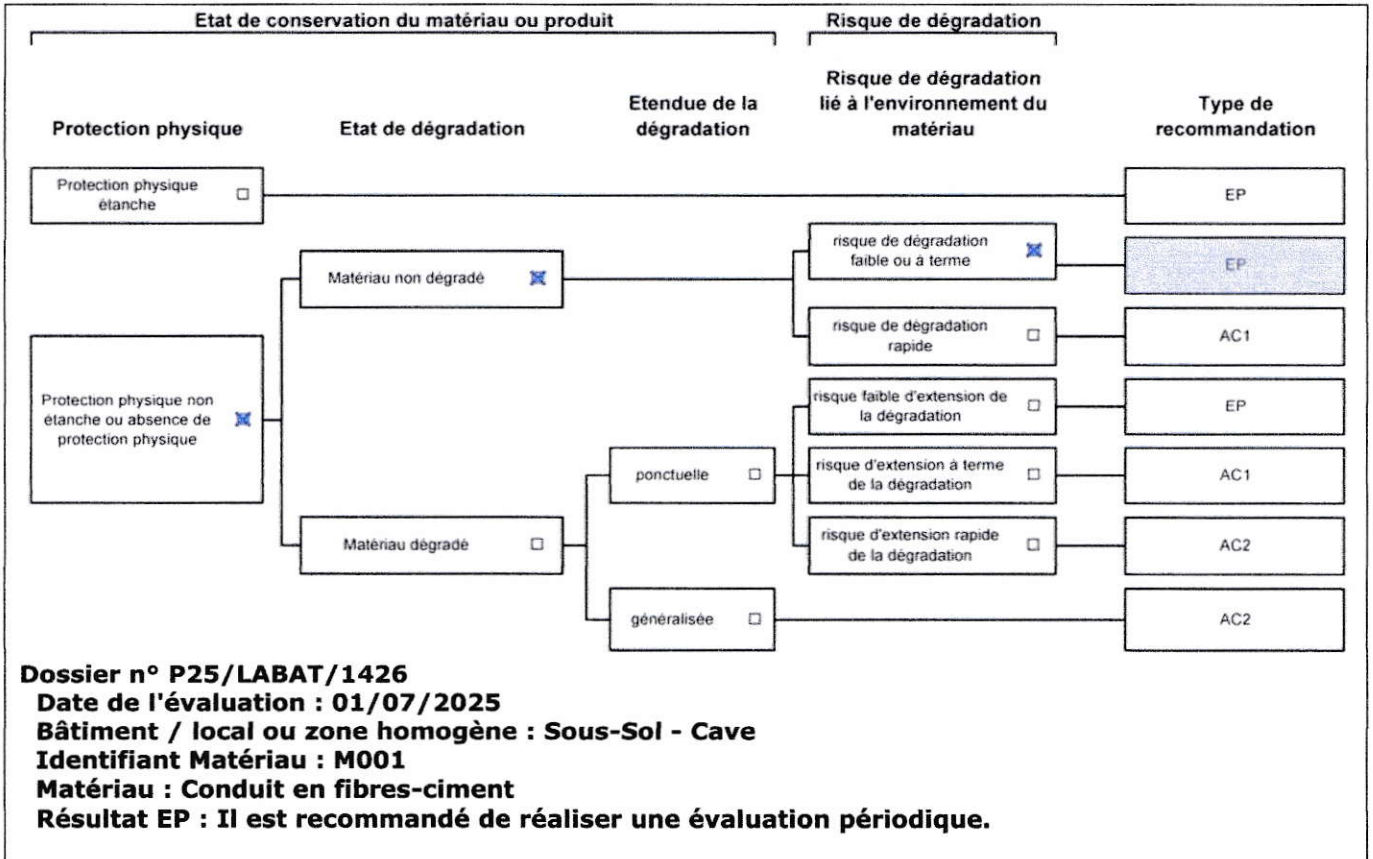 Etat de conservation du matériau ou produit
Risque de dégradation
Protection physique
Etat de dégradation
Etendue de la
dégradation
Risque de dégradation
lié à l'environnement du
matériau
Type de
recommandation
Protection physique
étanche
EP
risque de dégradation
faible ou à terme
EP
Matériau non dégradé
risque de dégradation
rapide
AC1
Protection physique non
étanche ou absence de
protection physique
risque faible d'extension de
la dégradation
EP
ponctuelle
risque d'extension à terme
de la dégradation
AC1
Matériau dégradé
risque d'extension rapide
de la dégradation
AC2
généralisée
AC2
Dossier n° P25/LABAT/1426
Date de l'évaluation : 01/07/2025
Bâtiment / local ou zone homogène : Sous-Sol - Cave
Identifiant Matériau : M001
Matériau : Conduit en fibres-ciment
Résultat EP : Il est recommandé de réaliser une évaluation périodique.